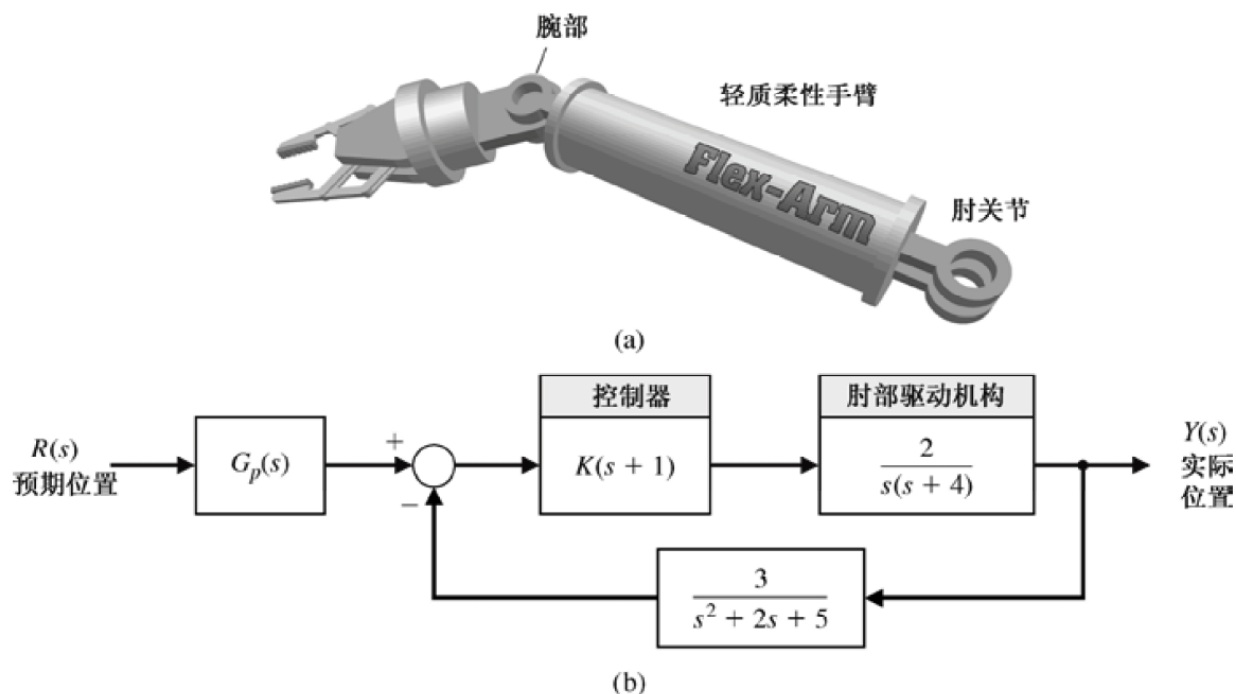 腕部
轻质柔性手臂
Flex-Arm
肘关节
(a)
R(s)
预期位置
G_p(s)
+
−
控制器
K(s + 1)
肘部驱动机构
2
s(s + 4)
Y(s)
实际
位置
3
s² + 2s + 5
(b)